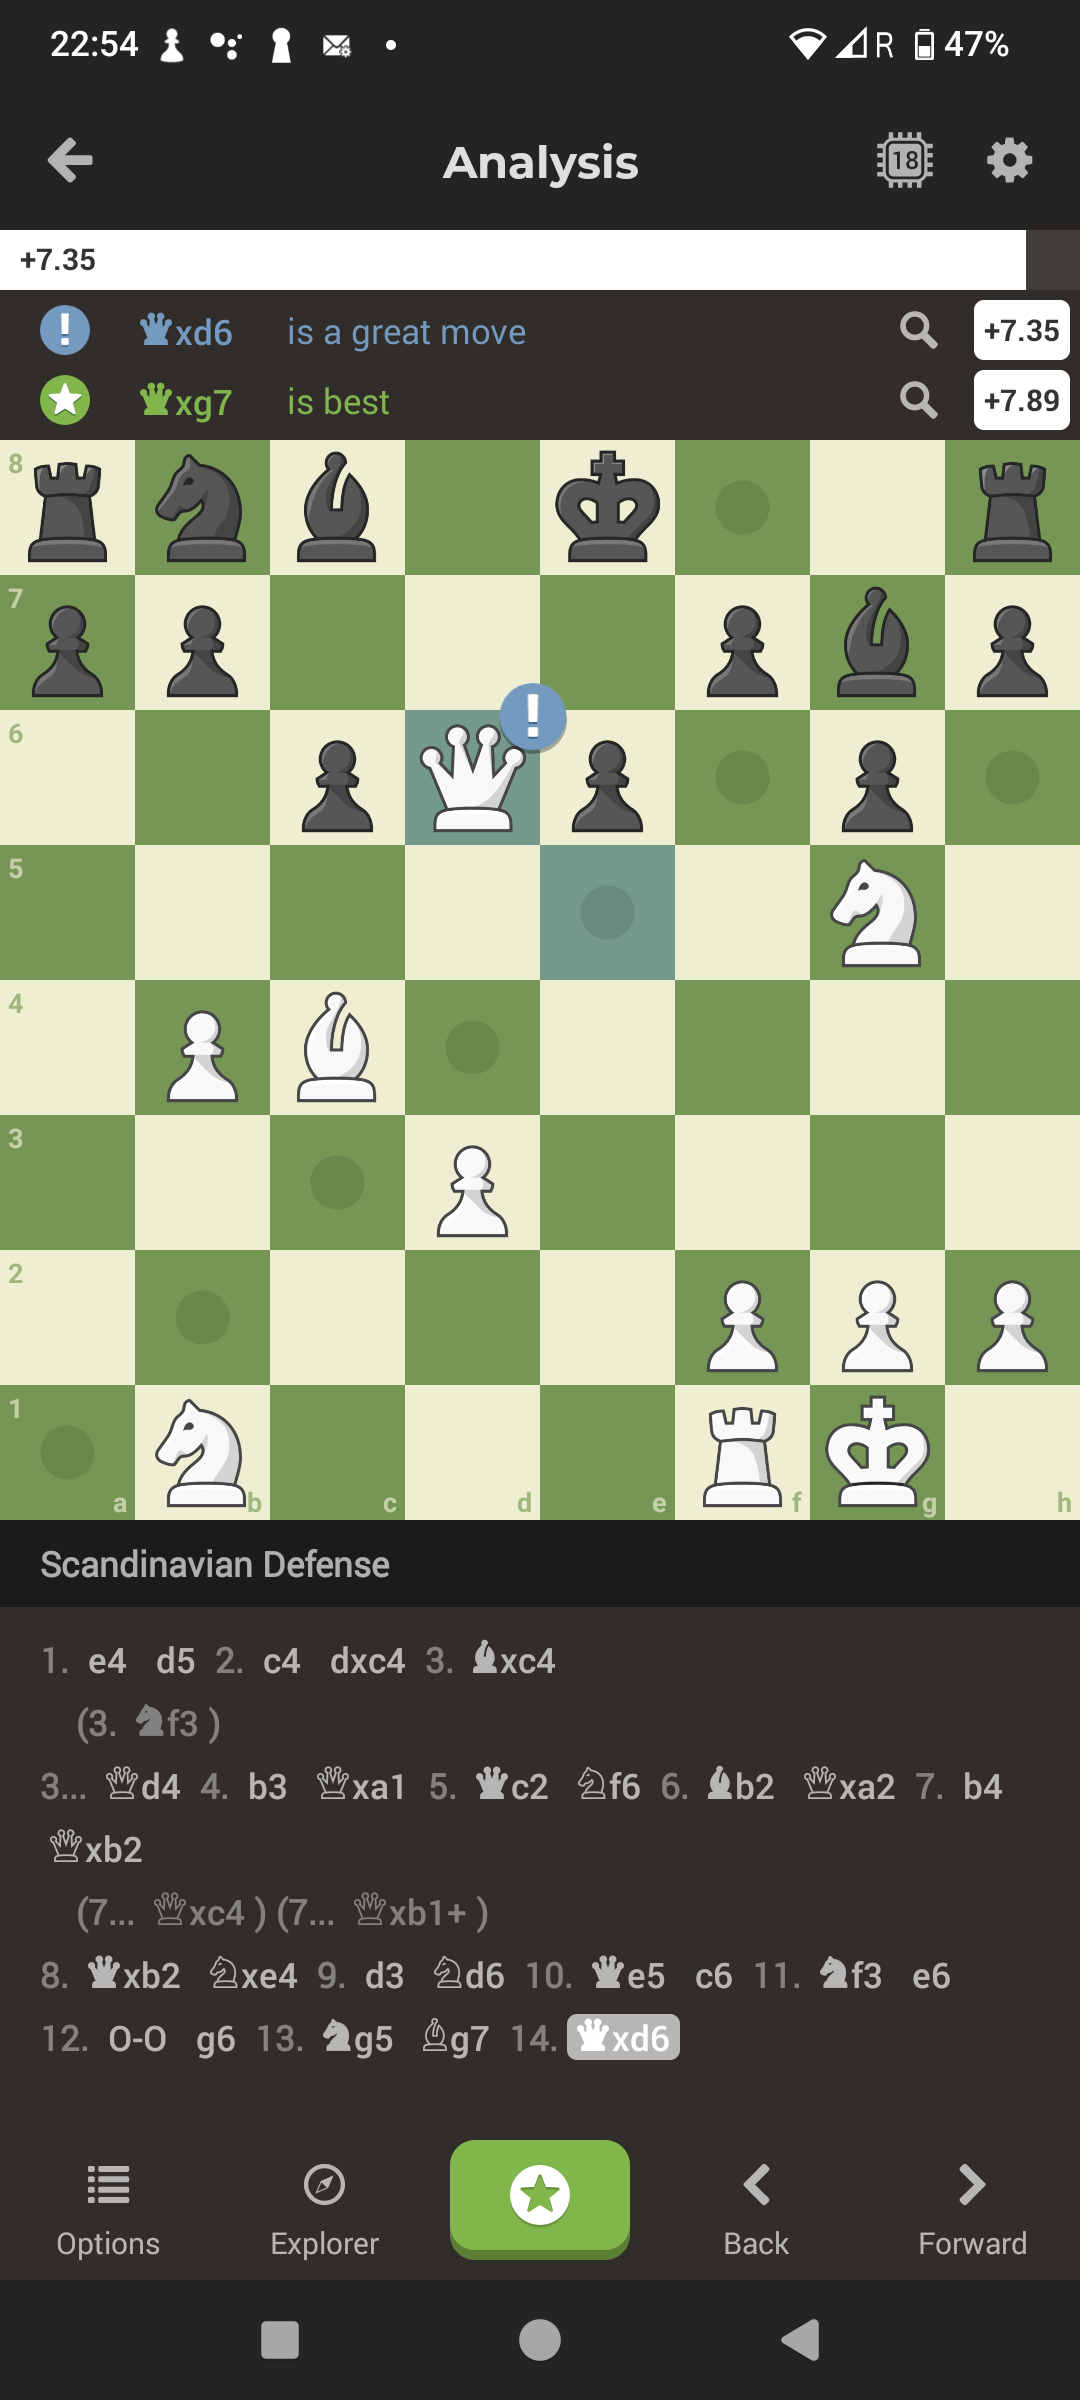 22:54 R 47%
Analysis 18
+7.35
! ♛xd6 is a great move +7.35
♛xg7 is best +7.89
8
7
!
6
5
4
3
2
1
a b c d e f g h
Scandinavian Defense
1. e4 d5 2. c4 dxc4 3. ♝xc4
(3. ♞f3 )
3... ♕d4 4. b3 ♕xa1 5. ♛c2 ♘f6 6. ♝b2 ♕xa2 7. b4
♕xb2
(7... ♕xc4 ) (7... ♕xb1+ )
8. ♛xb2 ♘xe4 9. d3 ♘d6 10. ♛e5 c6 11. ♞f3 e6
12. O-O g6 13. ♞g5 ♗g7 14. ♛xd6
Options Explorer Back Forward